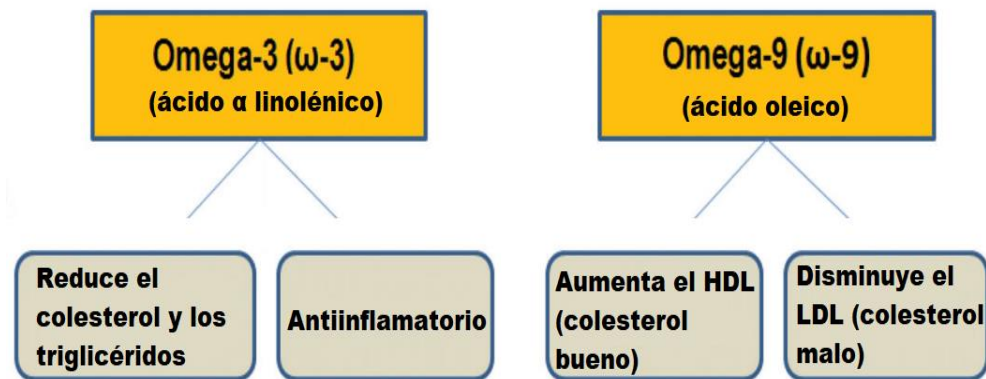 Omega-3 (ω-3)
(ácido α linolénico)
Omega-9 (ω-9)
(ácido oleico)
Reduce el
colesterol y los
triglicéridos
Antiinflamatorio
Aumenta el HDL
(colesterol
bueno)
Disminuye el
LDL (colesterol
malo)